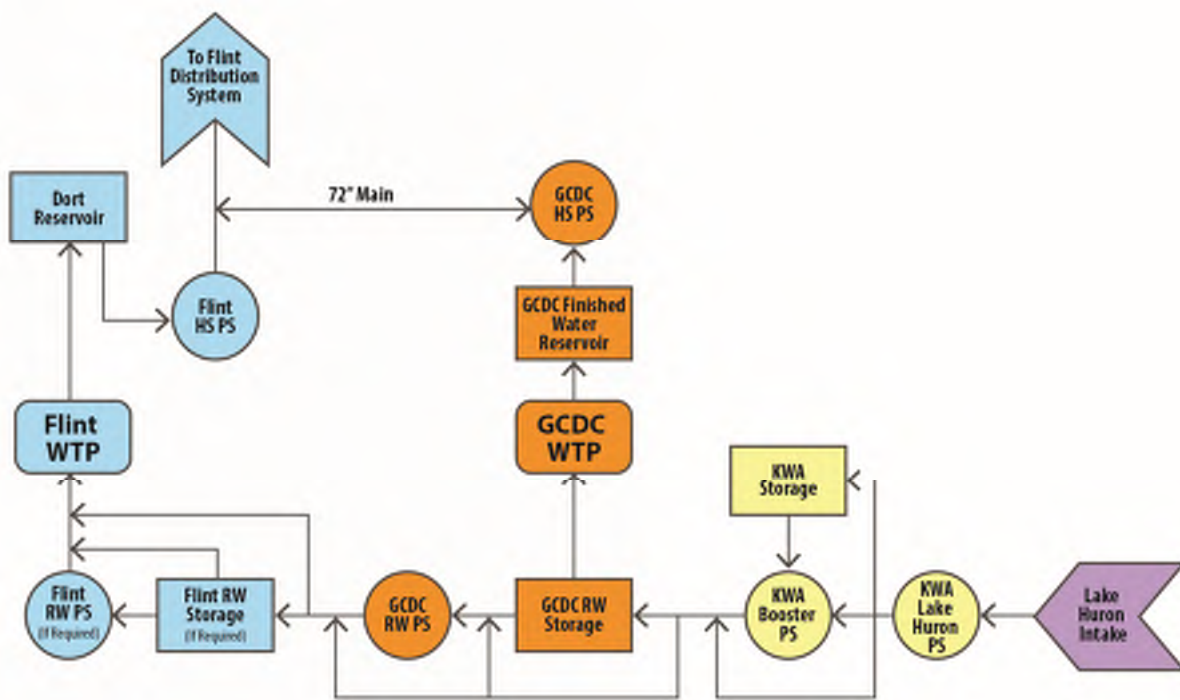 To Flint
Distribution
System
Dort
Reservoir
72" Main
GCDC
HS PS
Flint
HS PS
GCDC Finished
Water
Reservoir
Flint
WTP
GCDC
WTP
KWA
Storage
Flint
RW PS
(If Required)
Flint RW
Storage
(If Required)
GCDC
RW PS
GCDC RW
Storage
KWA
Booster
PS
KWA
Lake
Huron
PS
Lake
Huron
Intake